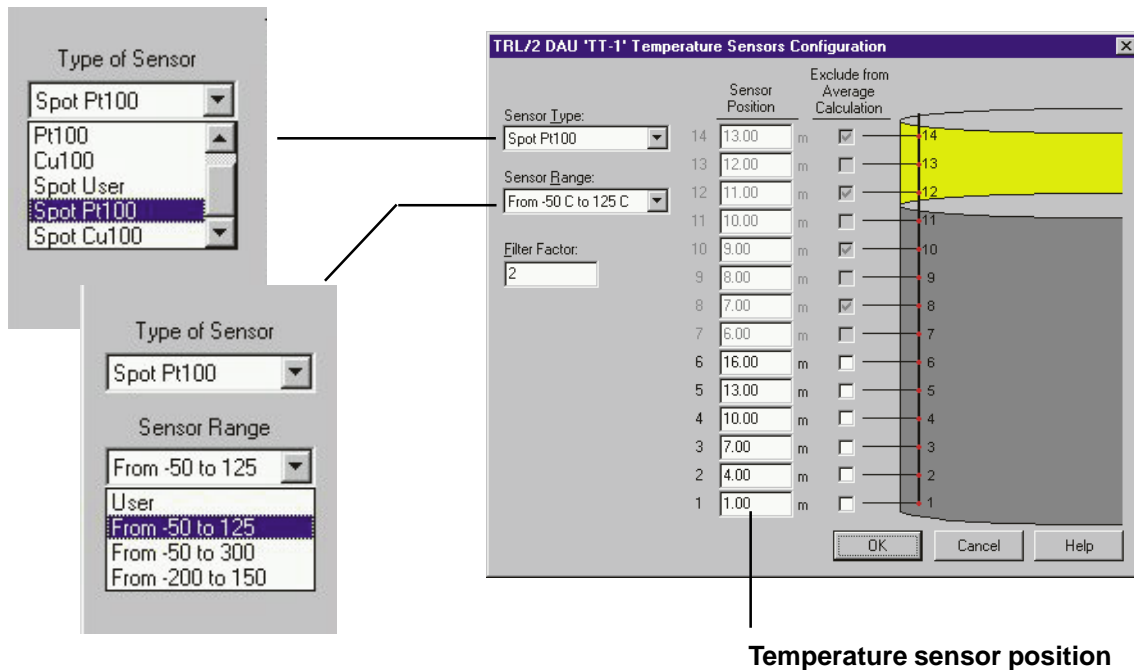 Type of Sensor
Spot Pt100
Pt100
Cu100
Spot User
Spot Pt100
Spot Cu100
Type of Sensor
Spot Pt100
Sensor Range
From -50 to 125
User
From -50 to 125
From -50 to 300
From -200 to 150
TRL/2 DAU 'TT-1' Temperature Sensors Configuration
Sensor Type:
Spot Pt100
Sensor Range:
From -50 C to 125 C
Filter Factor:
2
Sensor Position
Exclude from Average Calculation
14 13.00 m 14
13 12.00 m 13
12 11.00 m 12
11 10.00 m 11
10 9.00 m 10
9 8.00 m 9
8 7.00 m 8
7 6.00 m 7
6 16.00 m 6
5 13.00 m 5
4 10.00 m 4
3 7.00 m 3
2 4.00 m 2
1 1.00 m 1
OK Cancel Help
Temperature sensor position